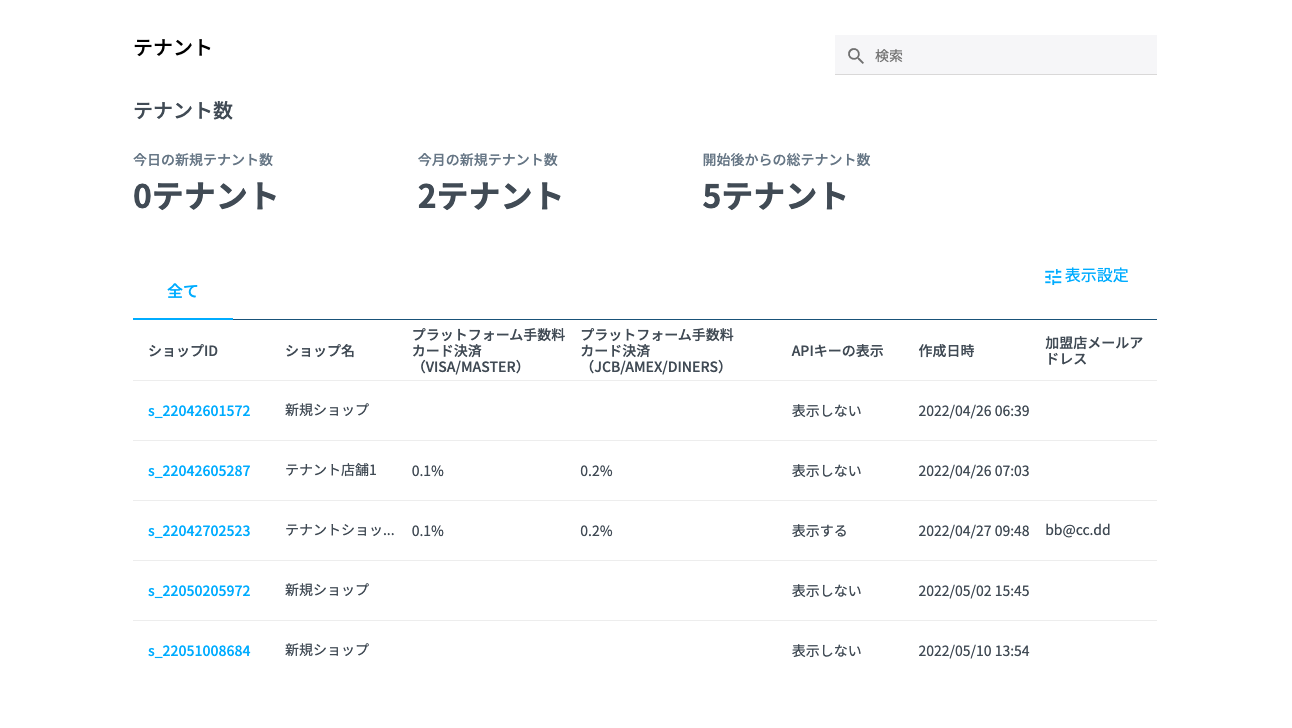 テナント
検索
テナント数
今日の新規テナント数
今月の新規テナント数
開始後からの総テナント数
0テナント
2テナント
5テナント
全て
表示設定
ショップID
ショップ名
プラットフォーム手数料
カード決済
（VISA/MASTER）
プラットフォーム手数料
カード決済
（JCB/AMEX/DINERS）
APIキーの表示
作成日時
加盟店メールア
ドレス
s_22042601572 新規ショップ 表示しない 2022/04/26 06:39
s_22042605287 テナント店舗1 0.1% 0.2% 表示しない 2022/04/26 07:03
s_22042702523 テナントショッ... 0.1% 0.2% 表示する 2022/04/27 09:48 bb@cc.dd
s_22050205972 新規ショップ 表示しない 2022/05/02 15:45
s_22051008684 新規ショップ 表示しない 2022/05/10 13:54